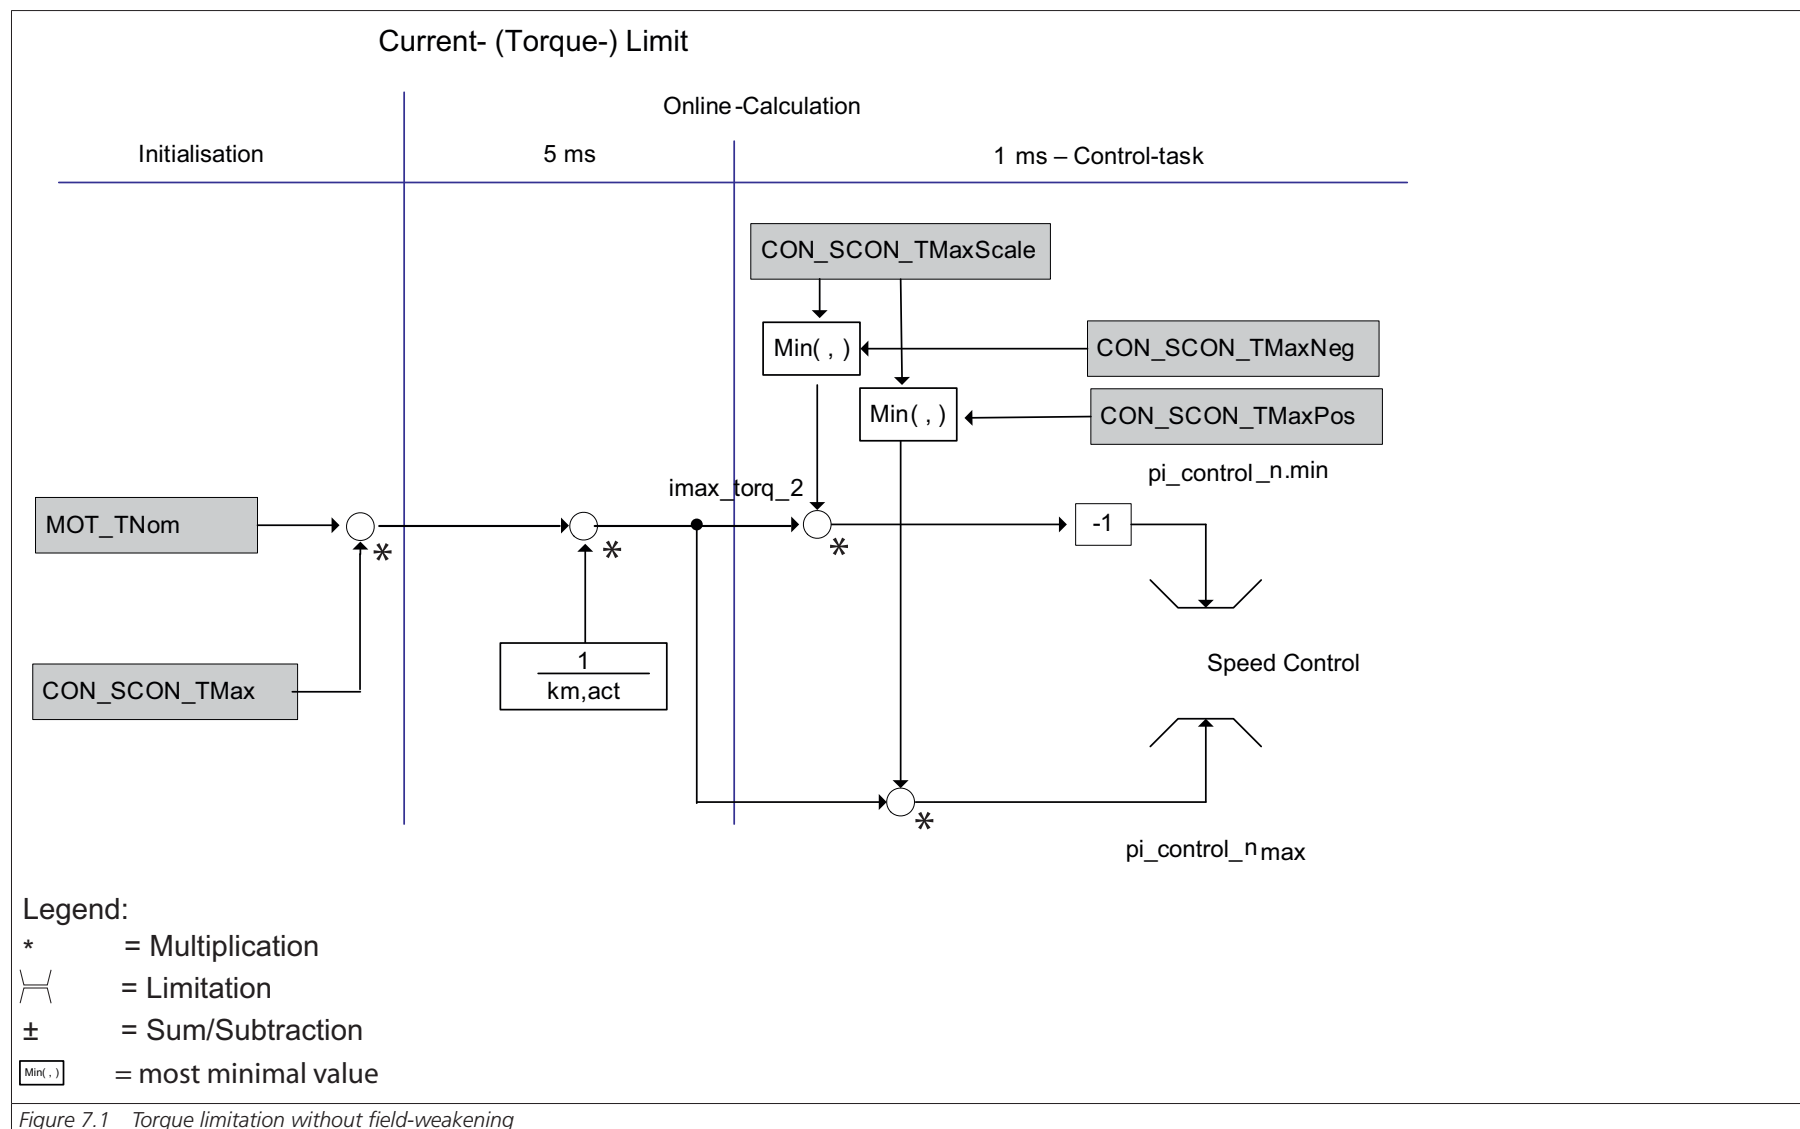 Current- (Torque-) Limit
Online-Calculation
Initialisation
5 ms
1 ms – Control-task
CON_SCON_TMaxScale
Min( , )
CON_SCON_TMaxNeg
Min( , )
CON_SCON_TMaxPos
pi_control_n.min
imax_torq_2
MOT_TNom
*
*
*
-1
1
km,act
CON_SCON_TMax
Speed Control
*
pi_control_nmax
Legend:
* = Multiplication
= Limitation
± = Sum/Subtraction
Min( , ) = most minimal value
Figure 7.1 Torque limitation without field-weakening